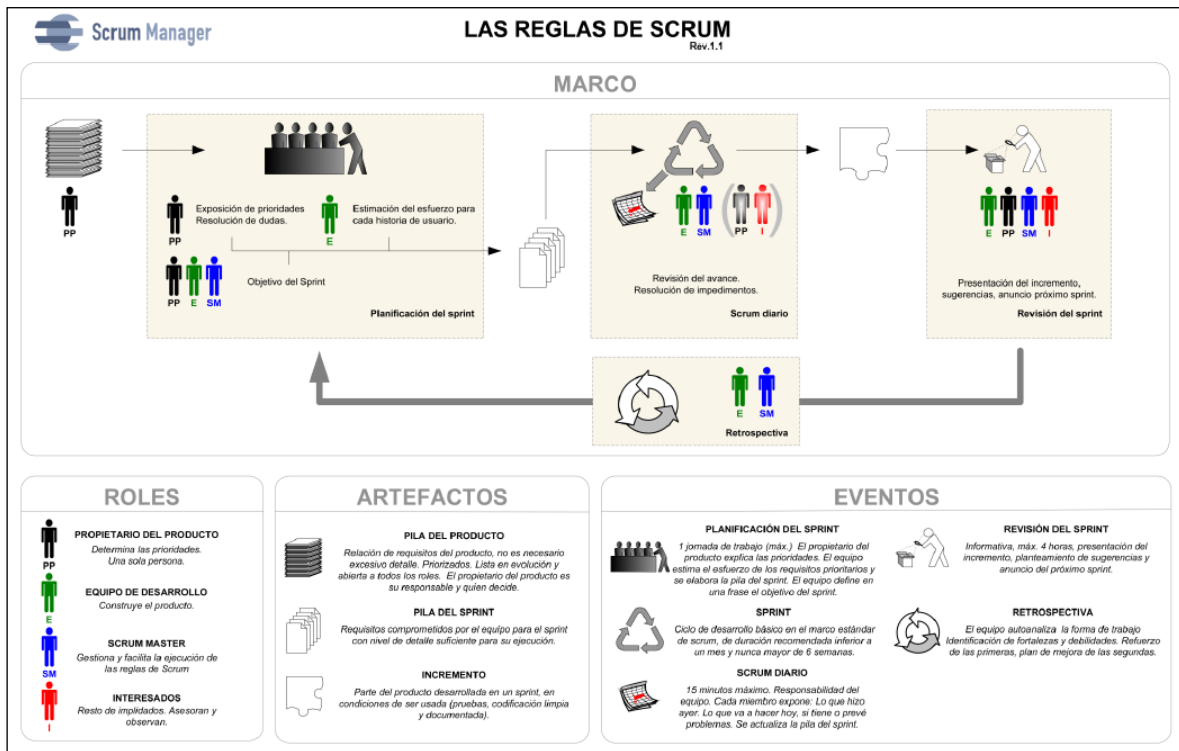 Scrum Manager
LAS REGLAS DE SCRUM
Rev.1.1
MARCO
PP
Exposición de prioridades
Resolución de dudas.
PP
Estimación del esfuerzo para
cada historia de usuario.
E
Objetivo del Sprint
PP E SM
Planificación del sprint
E SM (PP I)
Revisión del avance.
Resolución de impedimentos.
Scrum diario
E PP SM I
Presentación del incremento,
sugerencias, anuncio próximo sprint.
Revisión del sprint
E SM
Retrospectiva
ROLES
PROPIETARIO DEL PRODUCTO
Determina las prioridades.
Una sola persona.
PP
EQUIPO DE DESARROLLO
Construye el producto.
E
SCRUM MASTER
Gestiona y facilita la ejecución de
las reglas de Scrum
SM
INTERESADOS
Resto de implidados. Asesoran y
observan.
I
ARTEFACTOS
PILA DEL PRODUCTO
Relación de requisitos del producto, no es necesario
excesivo detalle. Priorizados. Lista en evolución y
abierta a todos los roles. El propietario del producto es
su responsable y quien decide.
PILA DEL SPRINT
Requisitos comprometidos por el equipo para el sprint
con nivel de detalle suficiente para su ejecución.
INCREMENTO
Parte del producto desarrollada en un sprint, en
condiciones de ser usada (pruebas, codificación limpia
y documentada).
EVENTOS
PLANIFICACIÓN DEL SPRINT
1 jornada de trabajo (máx.) El propietario del
producto explica las prioridades. El equipo
estima el esfuerzo de los requisitos prioritarios y
se elabora la pila del sprint. El equipo define en
una frase el objetivo del sprint.
SPRINT
Ciclo de desarrollo básico en el marco estándar
de scrum, de duración recomendada inferior a
un mes y nunca mayor de 6 semanas.
SCRUM DIARIO
15 minutos máximo. Responsabilidad del
equipo. Cada miembro expone: Lo que hizo
ayer. Lo que va a hacer hoy, si tiene o prevé
problemas. Se actualiza la pila del sprint.
REVISIÓN DEL SPRINT
Informativa, máx. 4 horas, presentación del
incremento, planteamiento de sugerencias y
anuncio del próximo sprint.
RETROSPECTIVA
El equipo autoanaliza la forma de trabajo
Identificación de fortalezas y debilidades. Refuerzo
de las primeras, plan de mejora de las segundas.